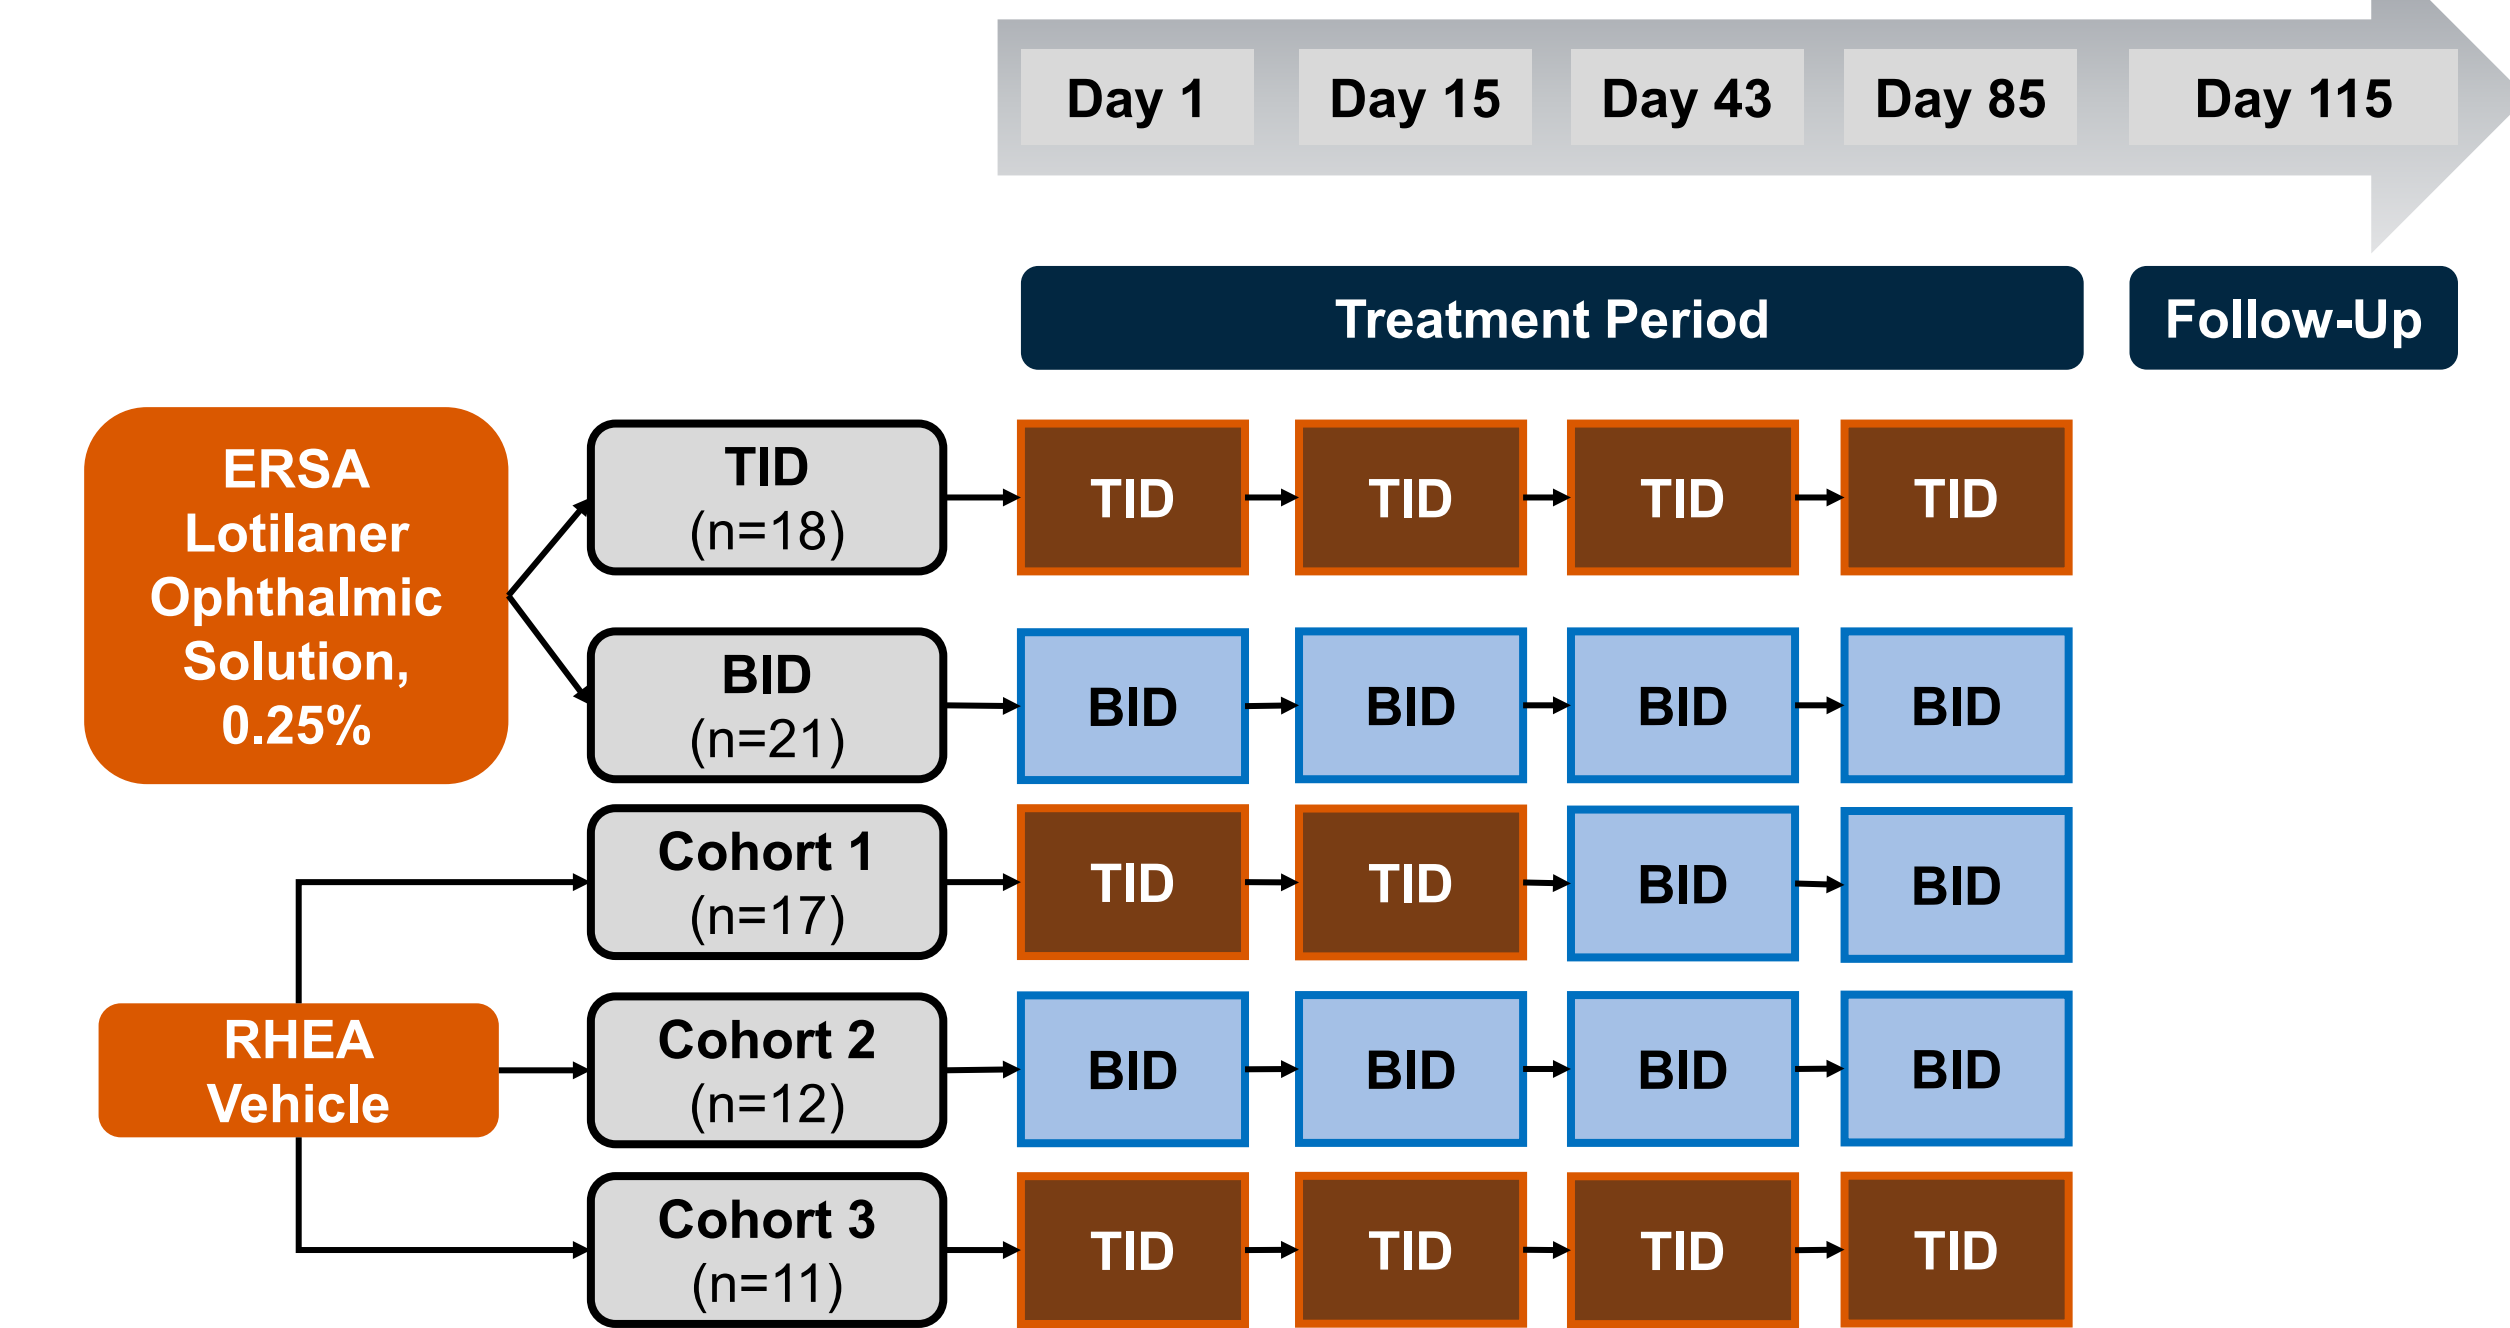 Day 1 Day 15 Day 43 Day 85 Day 115
Treatment Period Follow-Up
ERSA
Lotilaner
Ophthalmic
Solution,
0.25%
TID
(n=18)
TID TID TID TID
BID
(n=21)
BID BID BID BID
Cohort 1
(n=17)
TID TID BID BID
RHEA
Vehicle
Cohort 2
(n=12)
BID BID BID BID
Cohort 3
(n=11)
TID TID TID TID